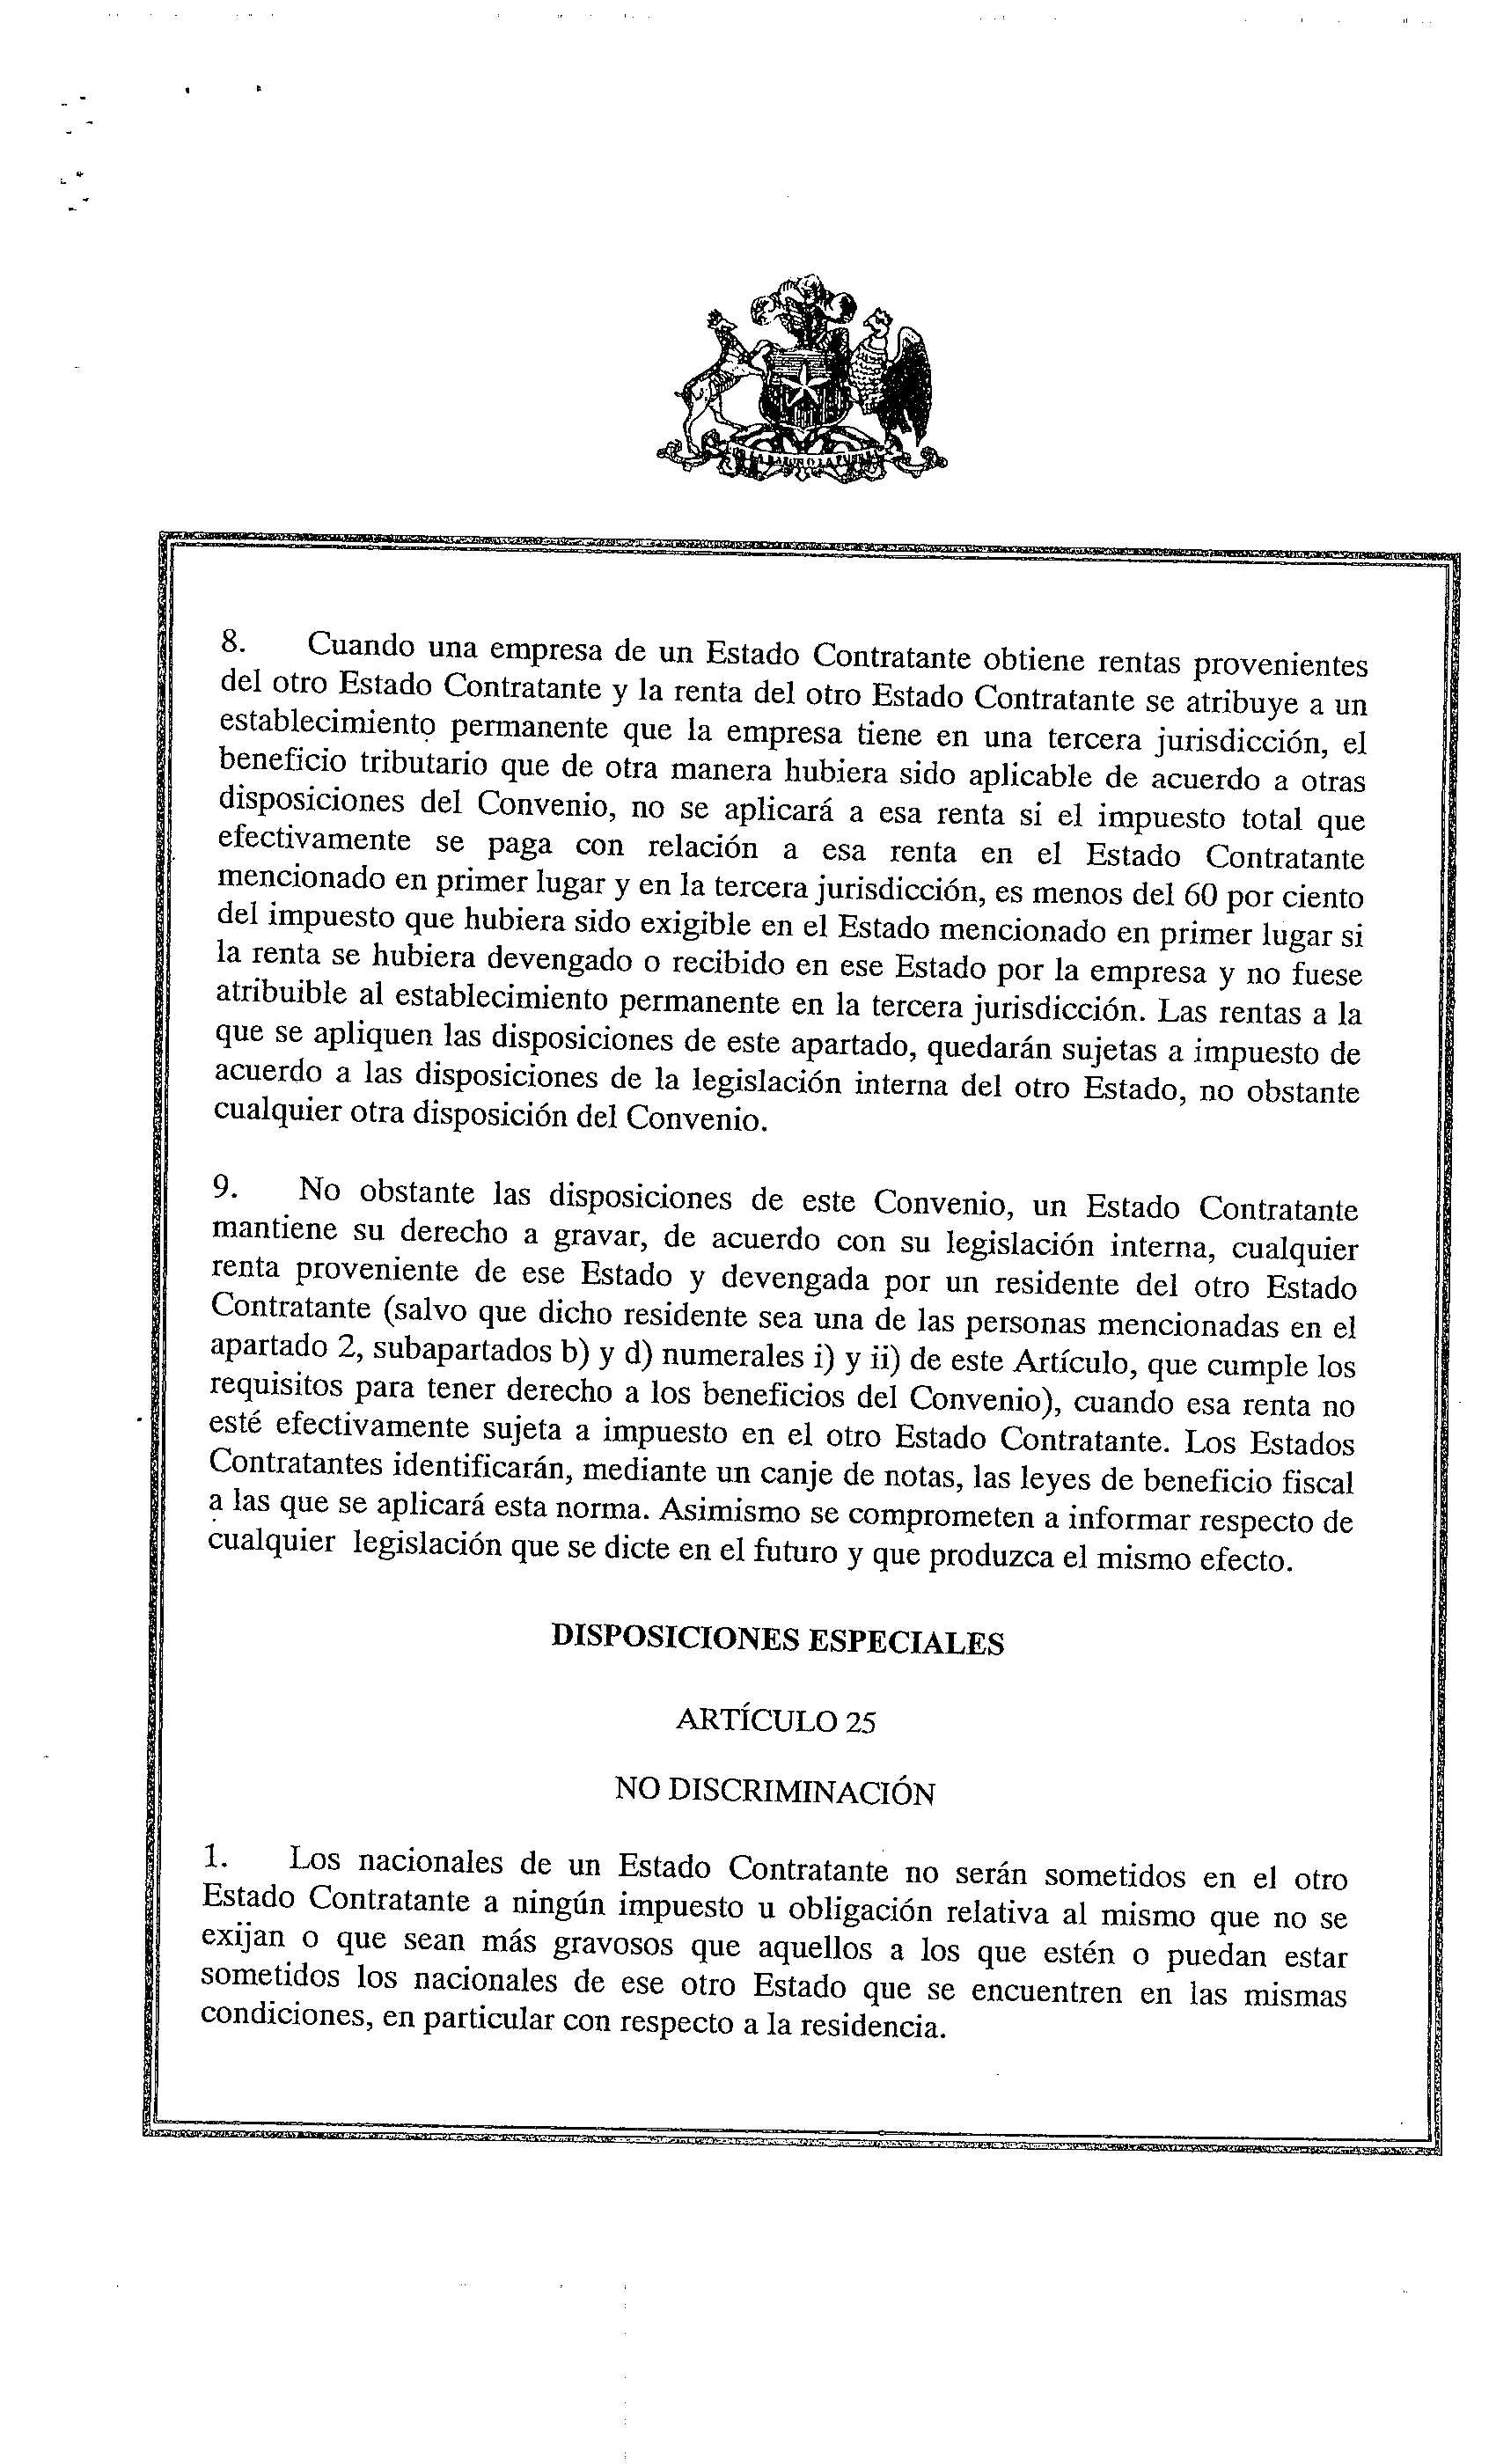 8. Cuando una empresa de un Estado Contratante obtiene rentas provenientes
del otro Estado Contratante y la renta del otro Estado Contratante se atribuye a un
establecimiento permanente que la empresa tiene en una tercera jurisdicción, el
beneficio tributario que de otra manera hubiera sido aplicable de acuerdo a otras
disposiciones del Convenio, no se aplicará a esa renta si el impuesto total que
efectivamente se paga con relación a esa renta en el Estado Contratante
mencionado en primer lugar y en la tercera jurisdicción, es menos del 60 por ciento
del impuesto que hubiera sido exigible en el Estado mencionado en primer lugar si
la renta se hubiera devengado o recibido en ese Estado por la empresa y no fuese
atribuible al establecimiento permanente en la tercera jurisdicción. Las rentas a la
que se apliquen las disposiciones de este apartado, quedarán sujetas a impuesto de
acuerdo a las disposiciones de la legislación interna del otro Estado, no obstante
cualquier otra disposición del Convenio.
9. No obstante las disposiciones de este Convenio, un Estado Contratante
mantiene su derecho a gravar, de acuerdo con su legislación interna, cualquier
renta proveniente de ese Estado y devengada por un residente del otro Estado
Contratante (salvo que dicho residente sea una de las personas mencionadas en el
apartado 2, subapartados b) y d) numerales i) y ii) de este Artículo, que cumple los
requisitos para tener derecho a los beneficios del Convenio), cuando esa renta no
esté efectivamente sujeta a impuesto en el otro Estado Contratante. Los Estados
Contratantes identificarán, mediante un canje de notas, las leyes de beneficio fiscal
a las que se aplicará esta norma. Asimismo se comprometen a informar respecto de
cualquier legislación que se dicte en el futuro y que produzca el mismo efecto.
DISPOSICIONES ESPECIALES
ARTÍCULO 25
NO DISCRIMINACIÓN
1. Los nacionales de un Estado Contratante no serán sometidos en el otro
Estado Contratante a ningún impuesto u obligación relativa al mismo que no se
exijan o que sean más gravosos que aquellos a los que estén o puedan estar
sometidos los nacionales de ese otro Estado que se encuentren en las mismas
condiciones, en particular con respecto a la residencia.